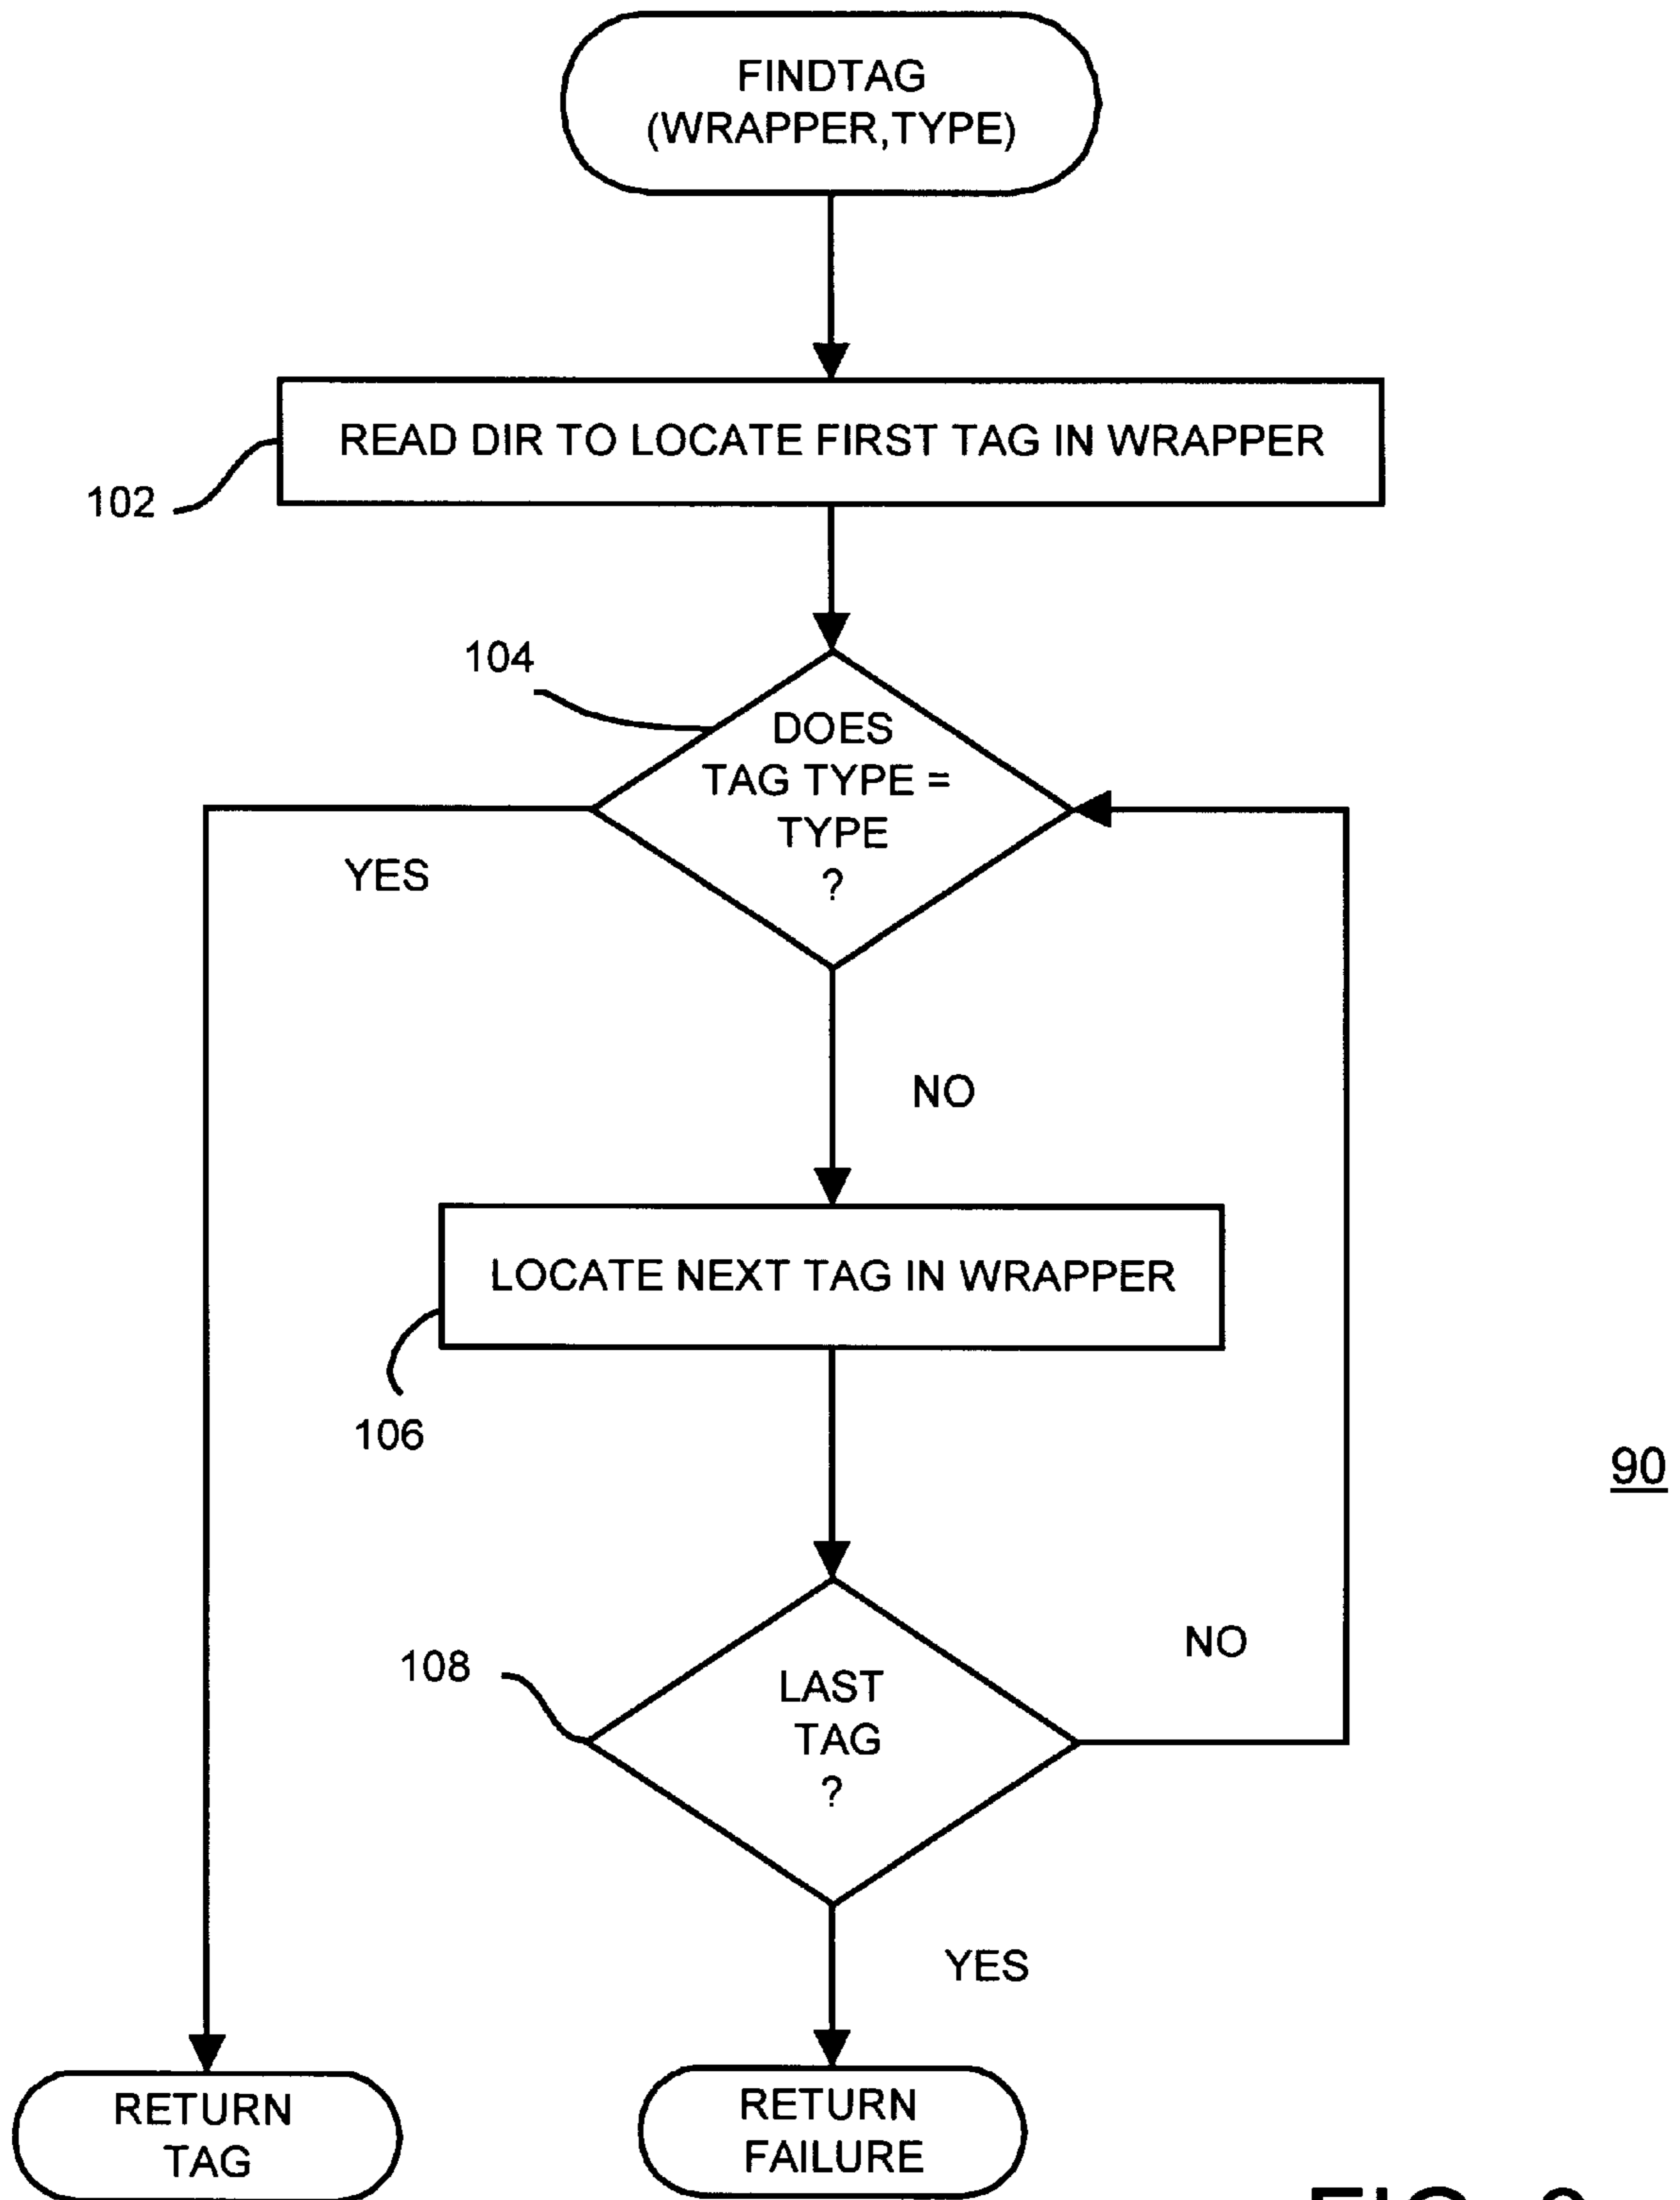 FINDTAG
(WRAPPER,TYPE)
READ DIR TO LOCATE FIRST TAG IN WRAPPER
102
104
DOES
TAG TYPE =
TYPE
?
YES
NO
LOCATE NEXT TAG IN WRAPPER
106
90
108
LAST
TAG
?
NO
YES
RETURN
TAG
RETURN
FAILURE
FIG.